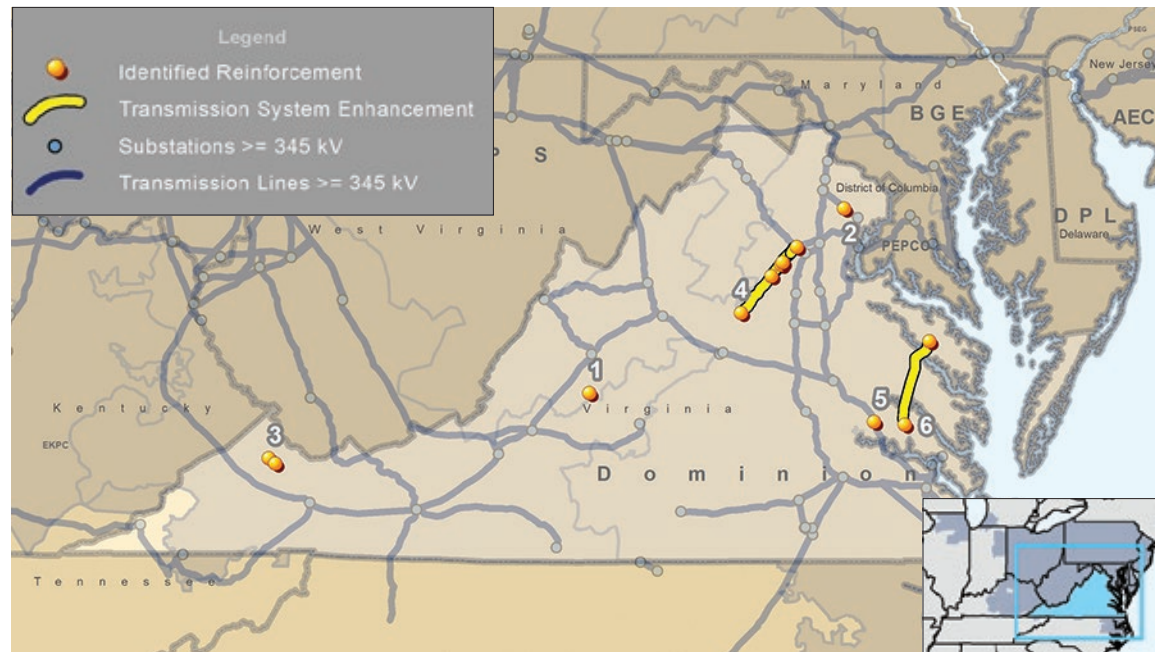 Legend
Identified Reinforcement
Transmission System Enhancement
Substations >= 345 kV
Transmission Lines >= 345 kV
PSEG
New Jersey
Maryland
BGE
AEC
P S
District of Columbia
DPL
Delaware
West Virginia
2
PEPCO
4
1
Kentucky
Virginia
5
6
3
EKPC
Dominion
Tennessee